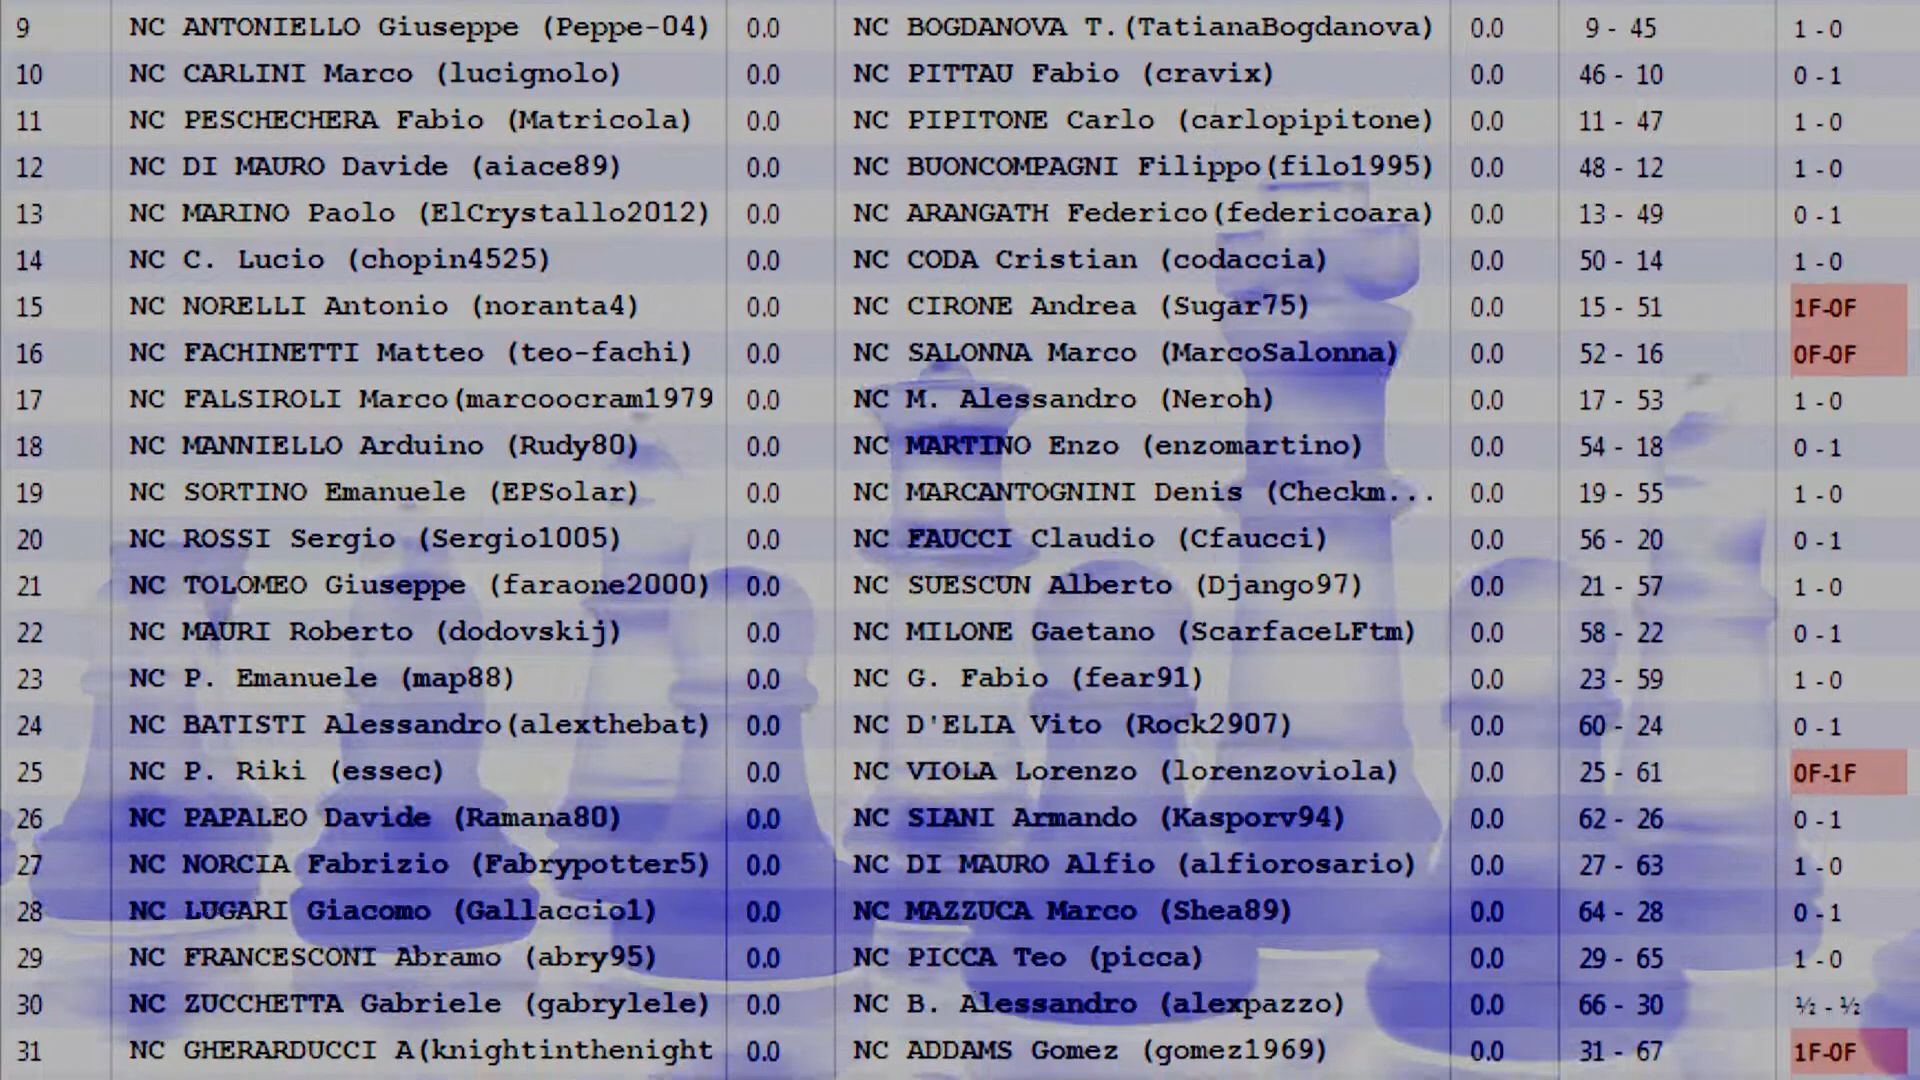 9 NC ANTONIELLO Giuseppe (Peppe-04) 0.0 NC BOGDANOVA T.(TatianaBogdanova) 0.0 9 - 45 1 - 0
10 NC CARLINI Marco (lucignolo) 0.0 NC PITTAU Fabio (cravix) 0.0 46 - 10 0 - 1
11 NC PESCHECHERA Fabio (Matricola) 0.0 NC PIPITONE Carlo (carlopipitone) 0.0 11 - 47 1 - 0
12 NC DI MAURO Davide (aiace89) 0.0 NC BUONCOMPAGNI Filippo(filo1995) 0.0 48 - 12 1 - 0
13 NC MARINO Paolo (ElCrystallo2012) 0.0 NC ARANGATH Federico(federicoara) 0.0 13 - 49 0 - 1
14 NC C. Lucio (chopin4525) 0.0 NC CODA Cristian (codaccia) 0.0 50 - 14 1 - 0
15 NC NORELLI Antonio (noranta4) 0.0 NC CIRONE Andrea (Sugar75) 0.0 15 - 51 1F-0F
16 NC FACHINETTI Matteo (teo-fachi) 0.0 NC SALONNA Marco (MarcoSalonna) 0.0 52 - 16 0F-0F
17 NC FALSIROLI Marco(marcoocram1979 0.0 NC M. Alessandro (Neroh) 0.0 17 - 53 1 - 0
18 NC MANNIELLO Arduino (Rudy80) 0.0 NC MARTINO Enzo (enzomartino) 0.0 54 - 18 0 - 1
19 NC SORTINO Emanuele (EPSolar) 0.0 NC MARCANTOGNINI Denis (Checkm... 0.0 19 - 55 1 - 0
20 NC ROSSI Sergio (Sergio1005) 0.0 NC FAUCCI Claudio (Cfaucci) 0.0 56 - 20 0 - 1
21 NC TOLOMEO Giuseppe (faraone2000) 0.0 NC SUESCUN Alberto (Django97) 0.0 21 - 57 1 - 0
22 NC MAURI Roberto (dodovskij) 0.0 NC MILONE Gaetano (ScarfaceLFtm) 0.0 58 - 22 0 - 1
23 NC P. Emanuele (map88) 0.0 NC G. Fabio (fear91) 0.0 23 - 59 1 - 0
24 NC BATISTI Alessandro(alexthebat) 0.0 NC D'ELIA Vito (Rock2907) 0.0 60 - 24 0 - 1
25 NC P. Riki (essec) 0.0 NC VIOLA Lorenzo (lorenzoviola) 0.0 25 - 61 0F-1F
26 NC PAPALEO Davide (Ramana80) 0.0 NC SIANI Armando (Kasporv94) 0.0 62 - 26 0 - 1
27 NC NORCIA Fabrizio (Fabrypotter5) 0.0 NC DI MAURO Alfio (alfiorosario) 0.0 27 - 63 1 - 0
28 NC LUGARI Giacomo (Gallaccio1) 0.0 NC MAZZUCA Marco (Shea89) 0.0 64 - 28 0 - 1
29 NC FRANCESCONI Abramo (abry95) 0.0 NC PICCA Teo (picca) 0.0 29 - 65 1 - 0
30 NC ZUCCHETTA Gabriele (gabrylele) 0.0 NC B. Alessandro (alexpazzo) 0.0 66 - 30 ½ - ½
31 NC GHERARDUCCI A(knightinthenight 0.0 NC ADDAMS Gomez (gomez1969) 0.0 31 - 67 1F-0F